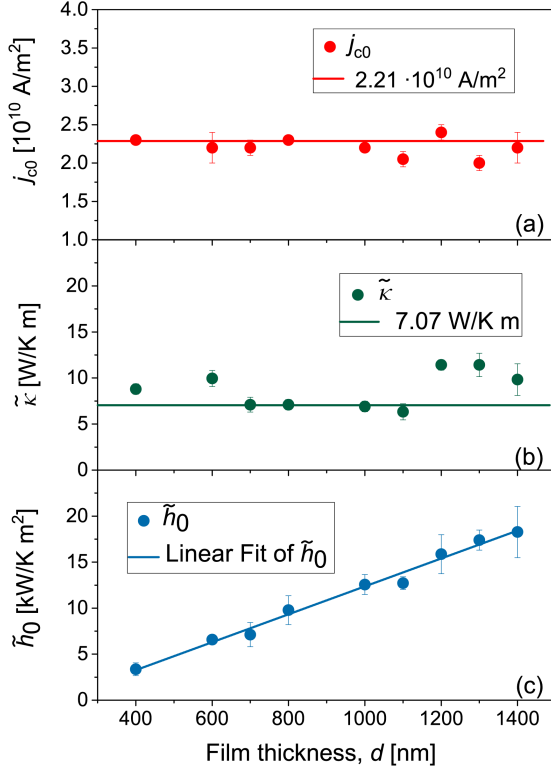 4.0
3.5
3.0
2.5
2.0
1.5
1.0
j_c0 [10^10 A/m^2]
j_c0
2.21 ·10^10 A/m^2
(a)
20
15
10
5
0
κ̃ [W/K m]
κ̃
7.07 W/K m
(b)
20
15
10
5
0
h̃_0 [kW/K m^2]
h̃_0
Linear Fit of h̃_0
(c)
400 600 800 1000 1200 1400
Film thickness, d [nm]